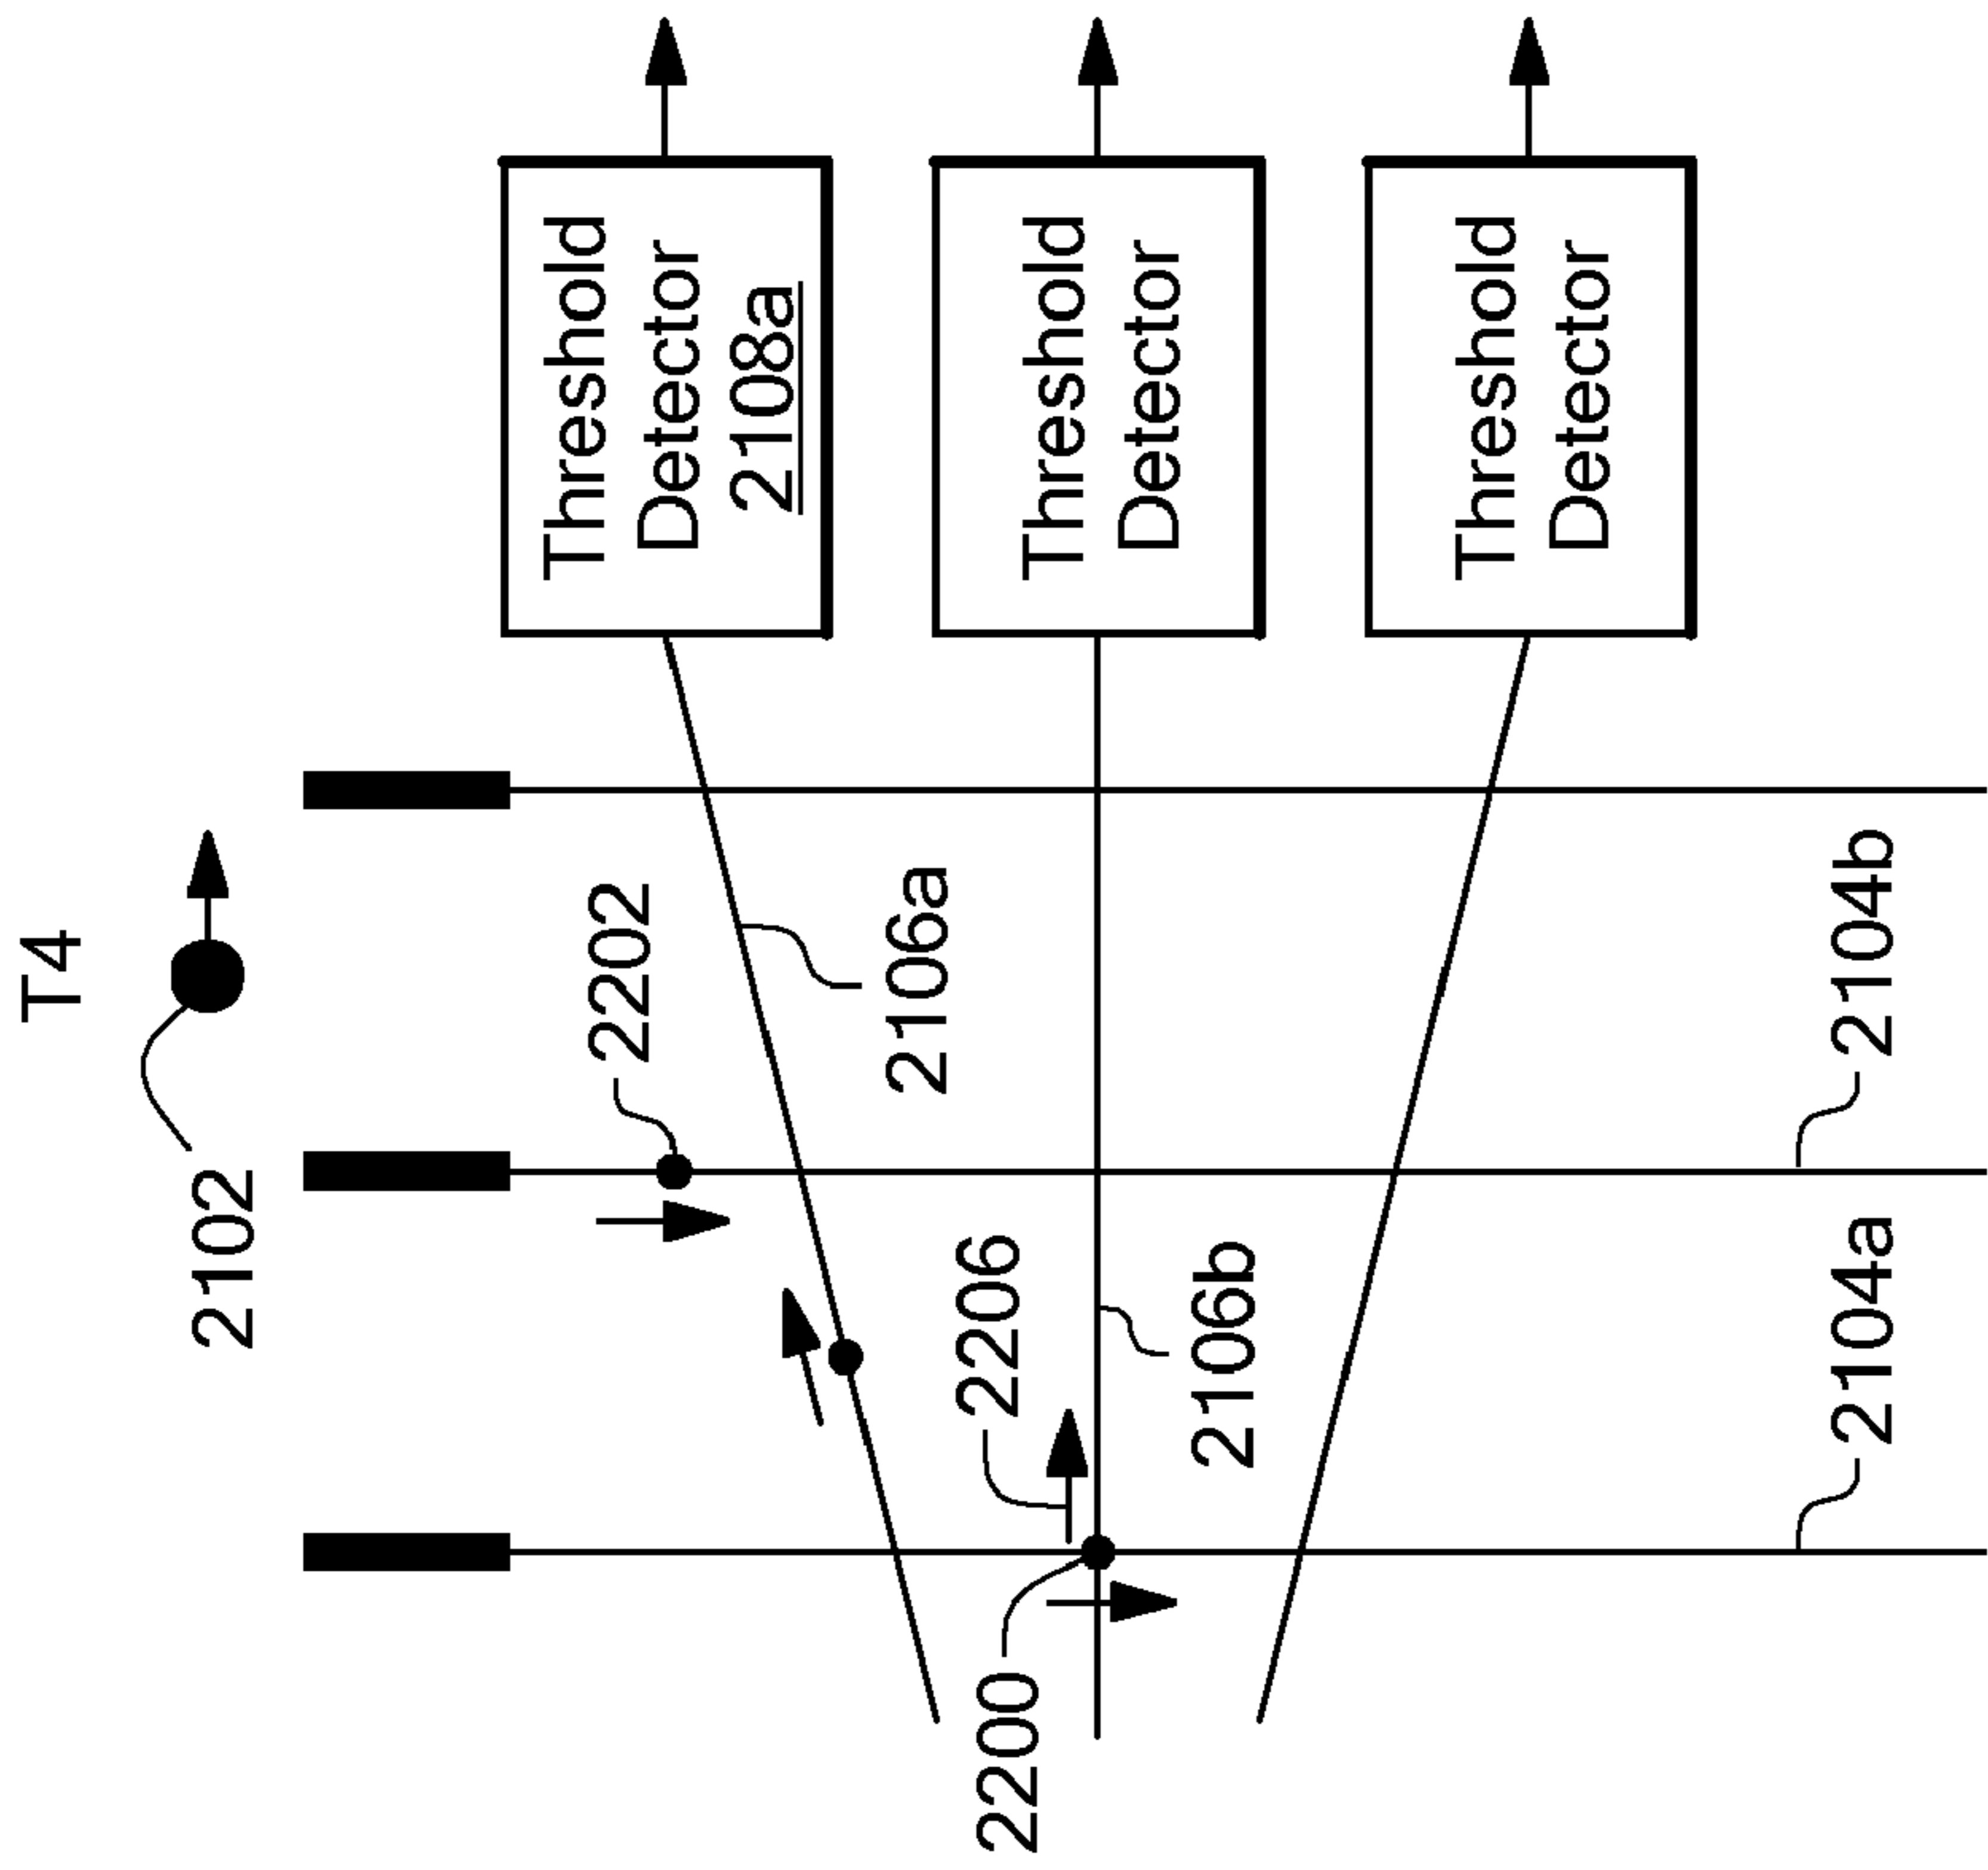 T4
2102
2202
2106a
2206
2106b
2200
2104a
2104b
Threshold
Detector
2108a
Threshold
Detector
Threshold
Detector